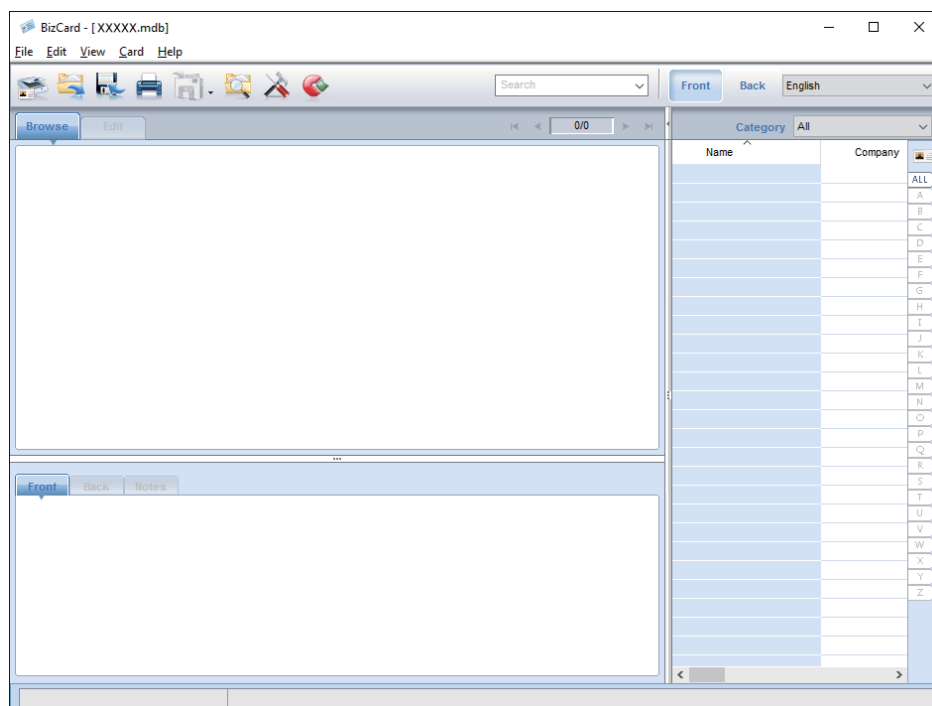 BizCard - [XXXXX.mdb]
File Edit View Card Help
Search
Front Back English
Browse Edit 0/0 Category All
Name Company
ALL
A
B
C
D
E
F
G
H
I
J
K
L
M
N
O
P
Q
R
S
T
U
V
W
X
Y
Z
Front Back Notes